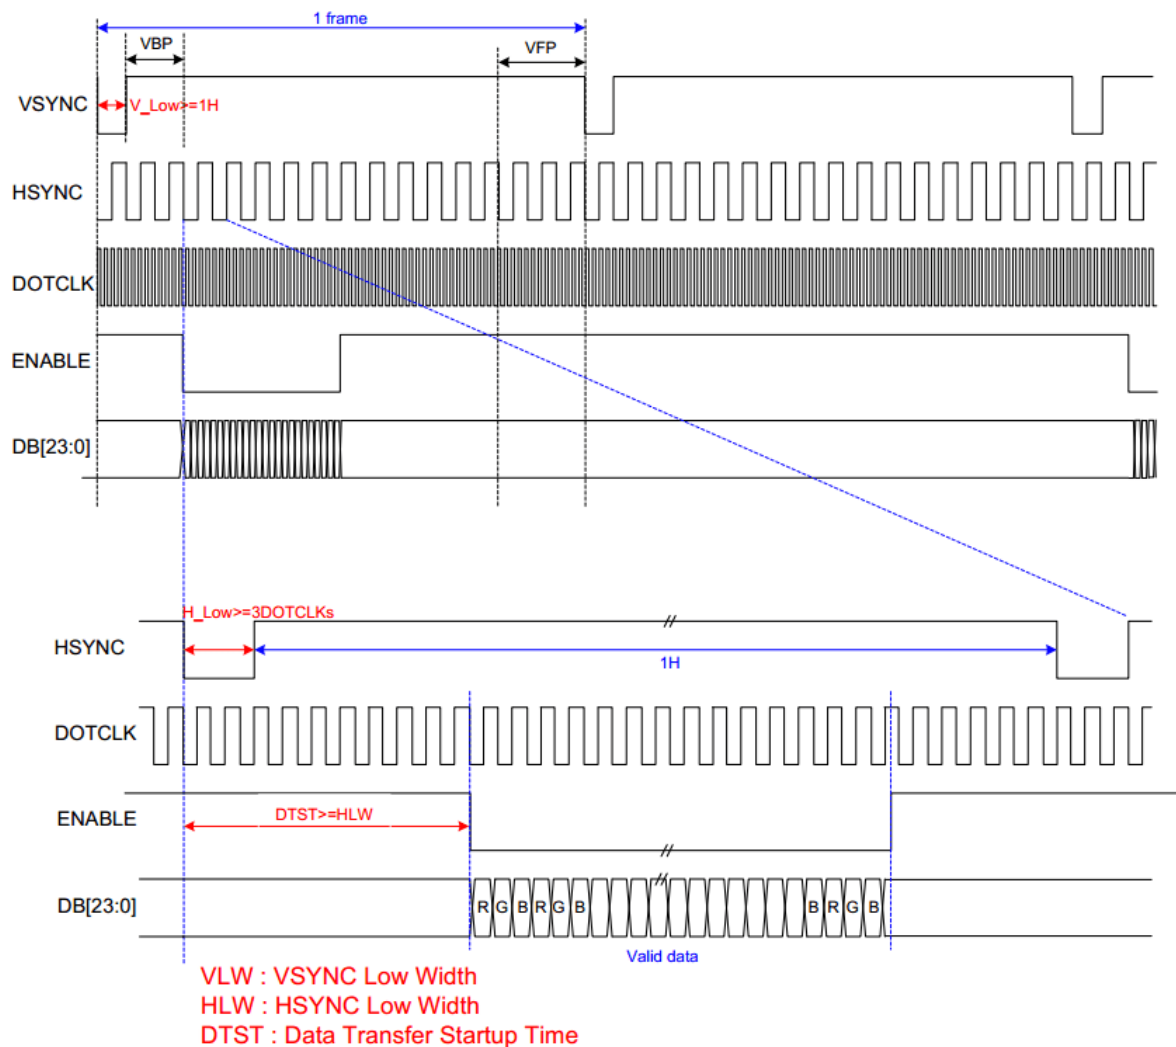 1 frame
VBP
VFP
VSYNC
V_Low>=1H
HSYNC
DOTCLK
ENABLE
DB[23:0]
H_Low>=3DOTCLKs
HSYNC
1H
DOTCLK
ENABLE
DTST>=HLW
DB[23:0]
R G B R G B B R G B
Valid data
VLW : VSYNC Low Width
HLW : HSYNC Low Width
DTST : Data Transfer Startup Time